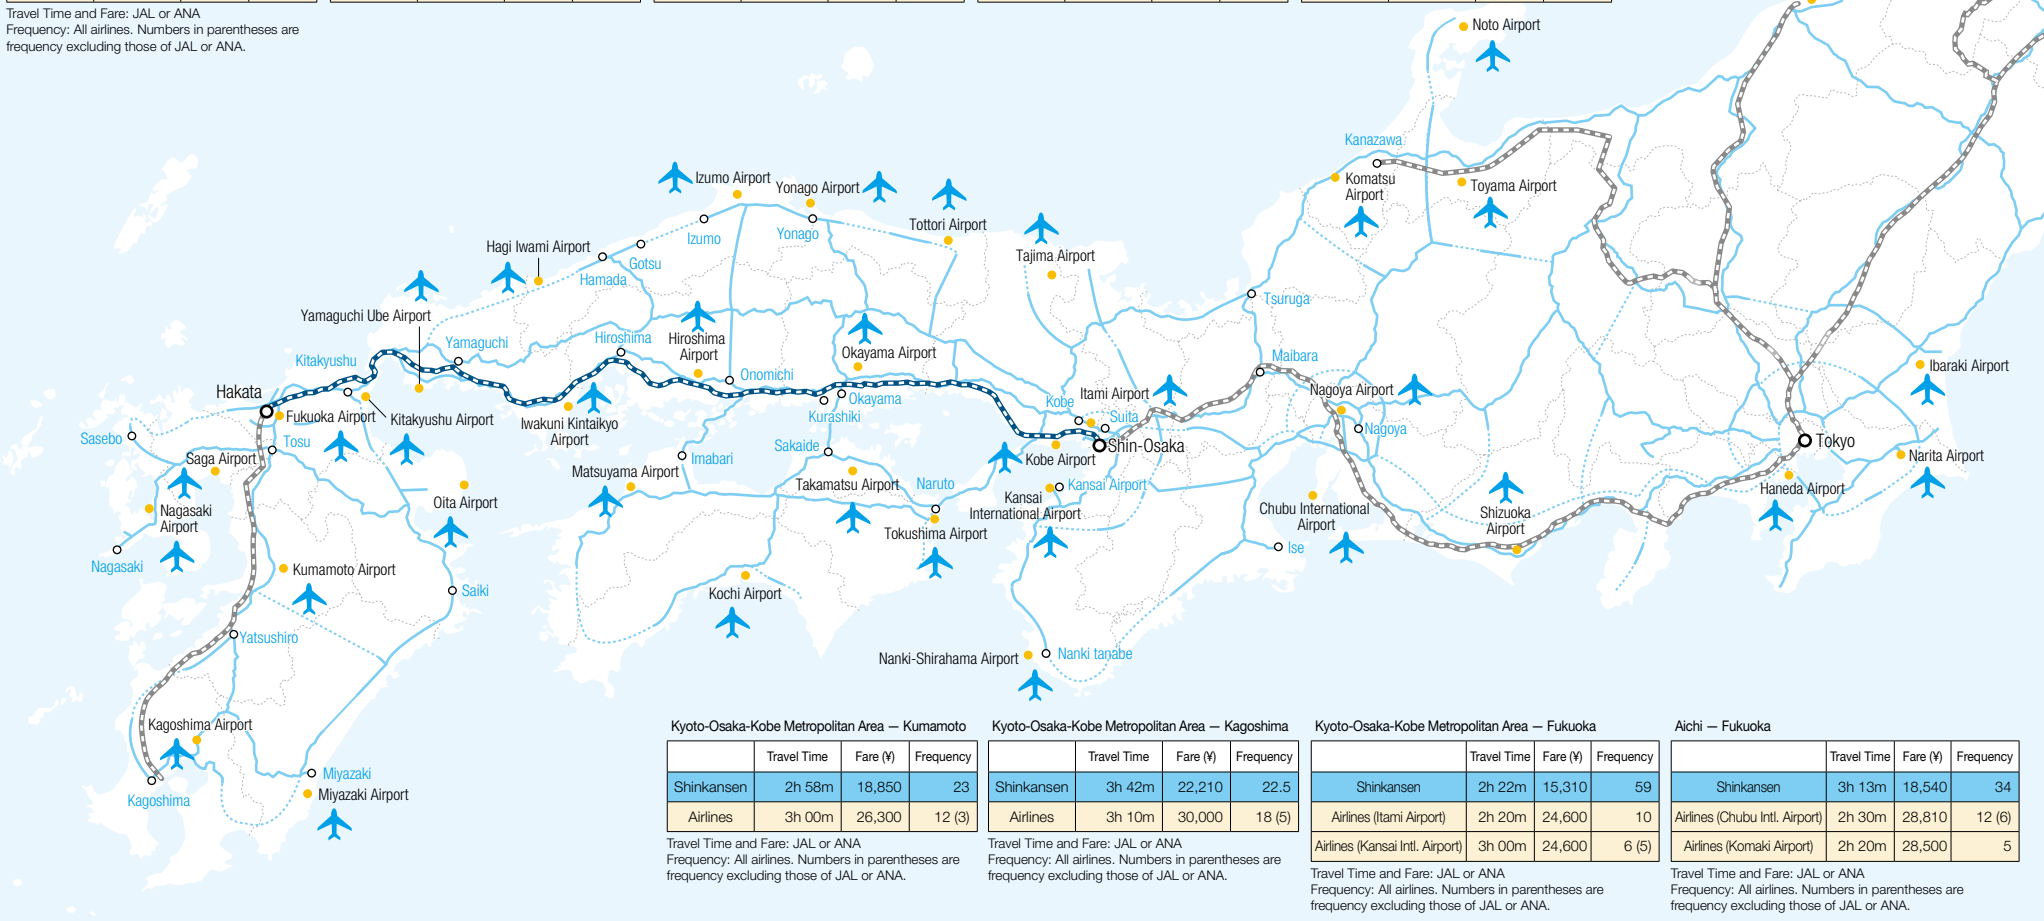 Travel Time and Fare: JAL or ANA
Frequency: All airlines. Numbers in parentheses are
frequency excluding those of JAL or ANA.
Noto Airport
Kanazawa
Komatsu
Airport
Toyama Airport
Izumo Airport
Yonago Airport
Tottori Airport
Izumo
Yonago
Hagi Iwami Airport
Gotsu
Hamada
Tajima Airport
Tsuruga
Yamaguchi Ube Airport
Yamaguchi
Hiroshima
Hiroshima
Airport
Okayama Airport
Kitakyushu
Onomichi
Maibara
Ibaraki Airport
Hakata
Fukuoka Airport
Kitakyushu Airport
Iwakuni Kintaikyo
Airport
Okayama
Kurashiki
Itami Airport
Kobe
Suita
Nagoya Airport
Nagoya
Sasebo
Tosu
Saga Airport
Sakaide
Imabari
Kobe Airport
Shin-Osaka
Tokyo
Narita Airport
Haneda Airport
Matsuyama Airport
Takamatsu Airport
Naruto
Kansai Airport
Kansai
International Airport
Oita Airport
Nagasaki
Airport
Chubu International
Airport
Shizuoka
Airport
Tokushima Airport
Ise
Nagasaki
Kumamoto Airport
Saiki
Kochi Airport
Yatsushiro
Nanki-Shirahama Airport
Nanki tanabe
Kagoshima Airport
Kagoshima
Miyazaki
Miyazaki Airport
Kyoto-Osaka-Kobe Metropolitan Area — Kumamoto
Travel Time Fare (¥) Frequency
Shinkansen 2h 58m 18,850 23
Airlines 3h 00m 26,300 12 (3)
Travel Time and Fare: JAL or ANA
Frequency: All airlines. Numbers in parentheses are
frequency excluding those of JAL or ANA.
Kyoto-Osaka-Kobe Metropolitan Area — Kagoshima
Travel Time Fare (¥) Frequency
Shinkansen 3h 42m 22,210 22.5
Airlines 3h 10m 30,000 18 (5)
Travel Time and Fare: JAL or ANA
Frequency: All airlines. Numbers in parentheses are
frequency excluding those of JAL or ANA.
Kyoto-Osaka-Kobe Metropolitan Area — Fukuoka
Travel Time Fare (¥) Frequency
Shinkansen 2h 22m 15,310 59
Airlines (Itami Airport) 2h 20m 24,600 10
Airlines (Kansai Intl. Airport) 3h 00m 24,600 6 (5)
Travel Time and Fare: JAL or ANA
Frequency: All airlines. Numbers in parentheses are
frequency excluding those of JAL or ANA.
Aichi — Fukuoka
Travel Time Fare (¥) Frequency
Shinkansen 3h 13m 18,540 34
Airlines (Chubu Intl. Airport) 2h 30m 28,810 12 (6)
Airlines (Komaki Airport) 2h 20m 28,500 5
Travel Time and Fare: JAL or ANA
Frequency: All airlines. Numbers in parentheses are
frequency excluding those of JAL or ANA.